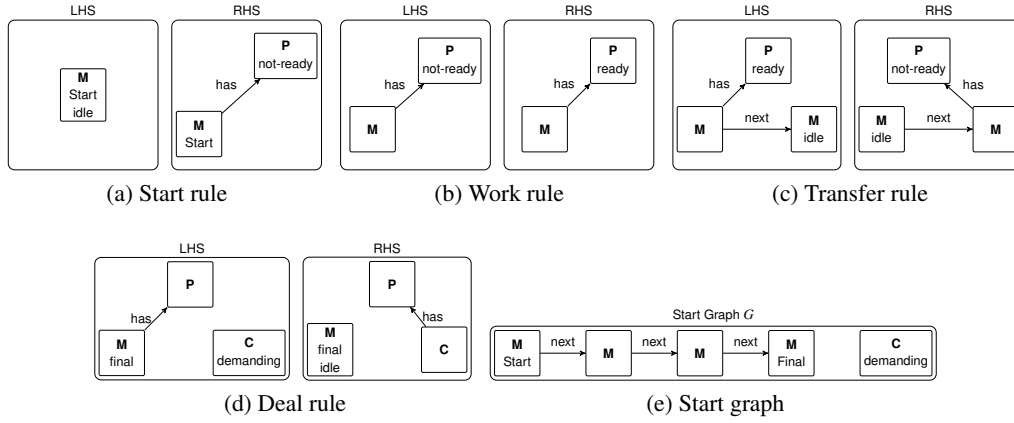 LHS RHS LHS RHS LHS RHS
M
Start
idle
P
not-ready
has
M
Start
P
not-ready
has
M
P
ready
has
M
P
ready
has
M
next
M
idle
P
not-ready
has
M
idle
next
M
(a) Start rule (b) Work rule (c) Transfer rule
LHS RHS
P
has
M
final
C
demanding
P
has
M
final
idle
C
Start Graph G
M
Start
next
M
next
M
next
M
Final
C
demanding
(d) Deal rule (e) Start graph